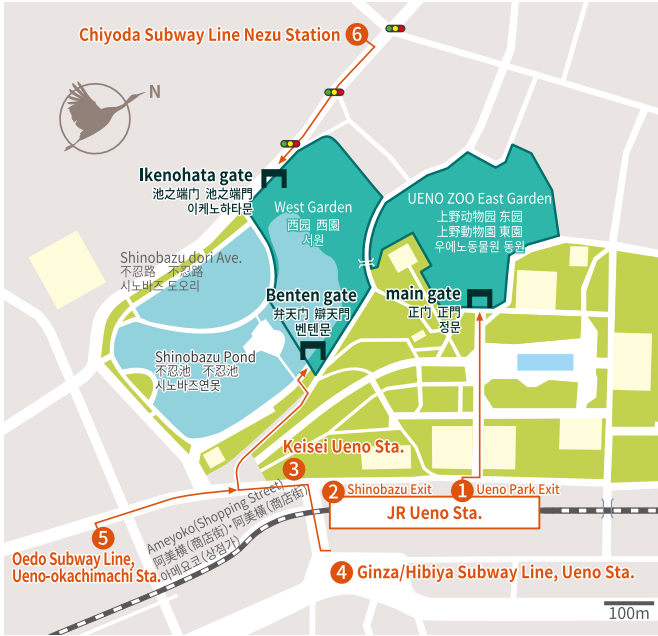 Chiyoda Subway Line Nezu Station 6
N
Ikenohata gate
池之端门 池之端門
이케노하타문
West Garden
西园 西園
서원
UENO ZOO East Garden
上野动物园 东园
上野動物園 東園
우에노동물원 동원
Shinobazu dori Ave.
不忍路 不忍路
시노바즈 도오리
Benten gate
弁天门 辯天門
벤텐문
main gate
正门 正門
정문
Shinobazu Pond
不忍池 不忍池
시노바즈연못
Keisei Ueno Sta.
3
2 Shinobazu Exit
1 Ueno Park Exit
JR Ueno Sta.
Ameyoko(Shopping Street)
阿美横(商店街)・阿美橫(商店街)
아메요코(상점가)
5
Oedo Subway Line,
Ueno-okachimachi Sta.
4 Ginza/Hibiya Subway Line, Ueno Sta.
100m